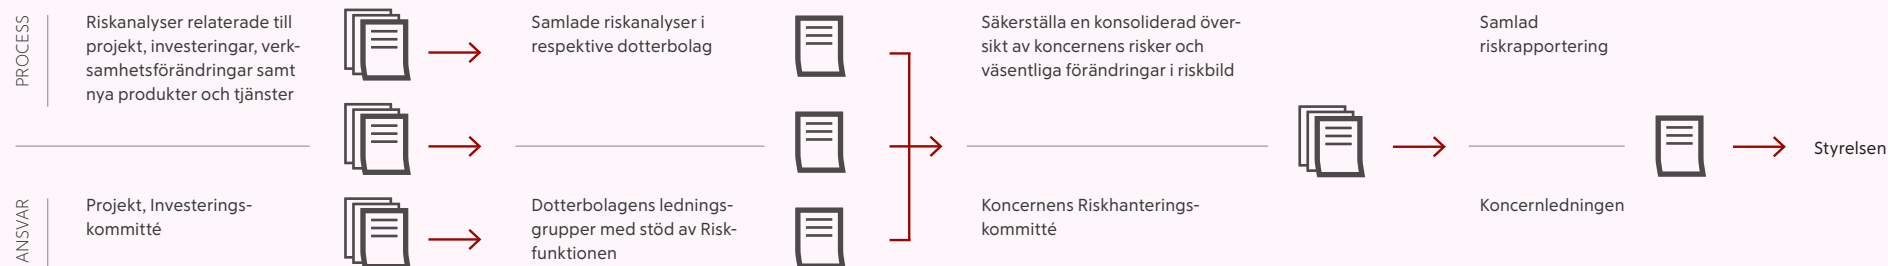 PROCESS
Riskanalyser relaterade till
projekt, investeringar, verk-
samhetsförändringar samt
nya produkter och tjänster
Samlade riskanalyser i
respektive dotterbolag
Säkerställa en konsoliderad över-
sikt av koncernens risker och
väsentliga förändringar i riskbild
Samlad
riskrapportering
Styrelsen
ANSVAR
Projekt, Investerings-
kommitté
Dotterbolagens lednings-
grupper med stöd av Risk-
funktionen
Koncernens Riskhanterings-
kommitté
Koncernledningen